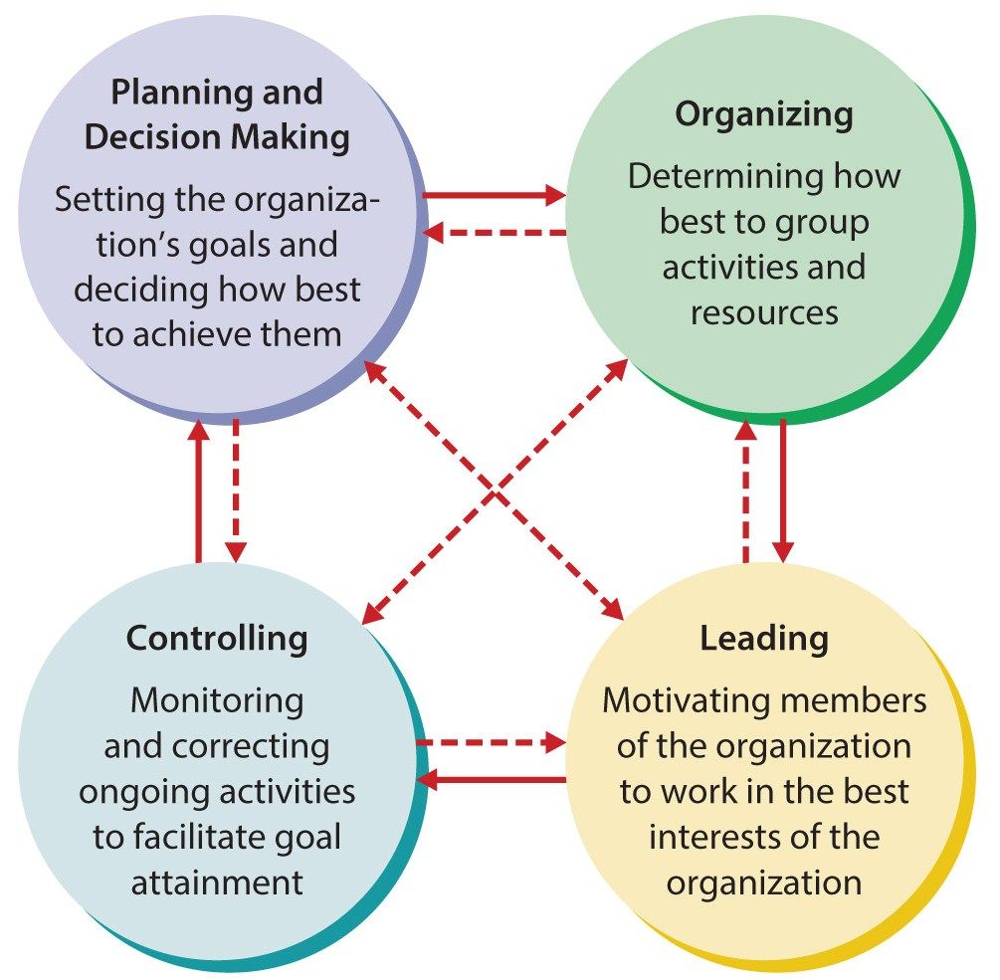 Planning and
Decision Making
Setting the organiza-
tion’s goals and
deciding how best
to achieve them
Organizing
Determining how
best to group
activities and
resources
Controlling
Monitoring
and correcting
ongoing activities
to facilitate goal
attainment
Leading
Motivating members
of the organization
to work in the best
interests of the
organization